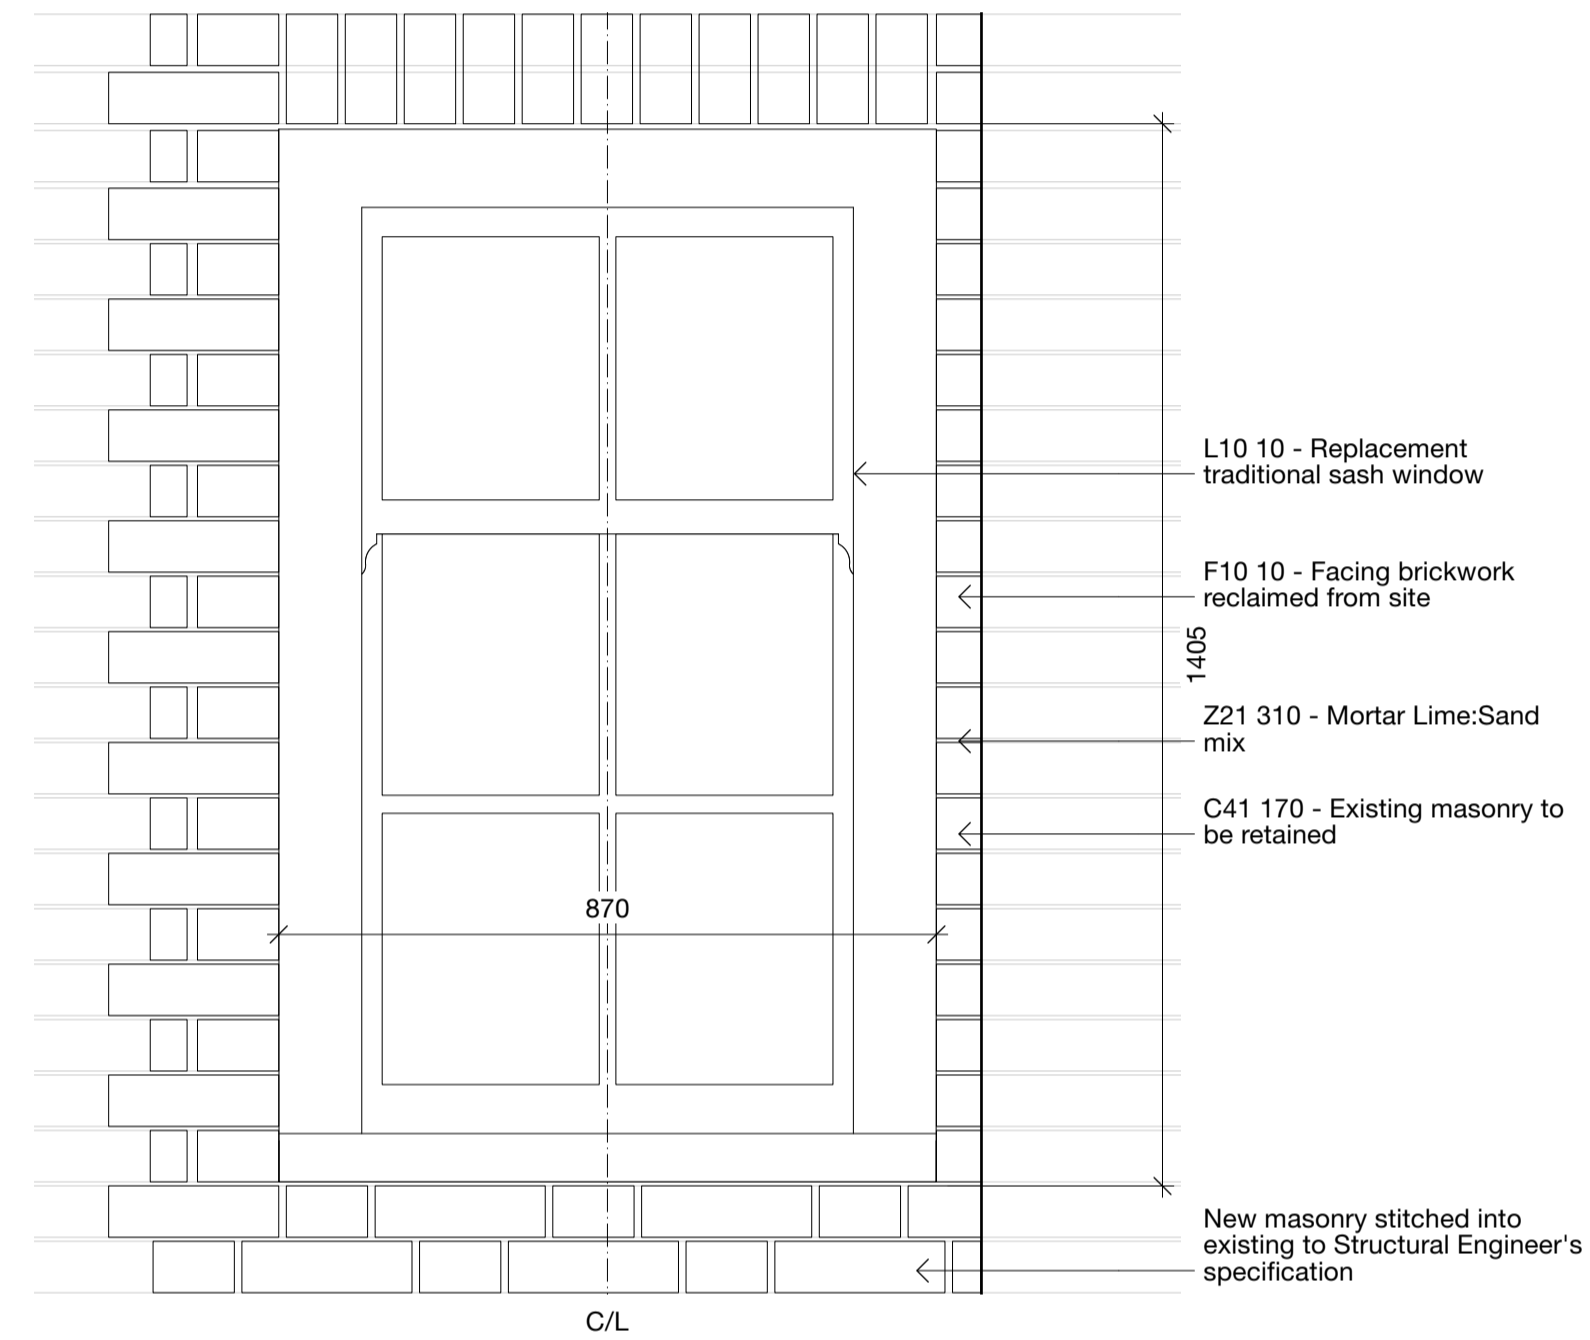 L10 10 - Replacement
traditional sash window
F10 10 - Facing brickwork
reclaimed from site
1405
Z21 310 - Mortar Lime:Sand
mix
C41 170 - Existing masonry to
be retained
870
New masonry stitched into
existing to Structural Engineer's
specification
C/L